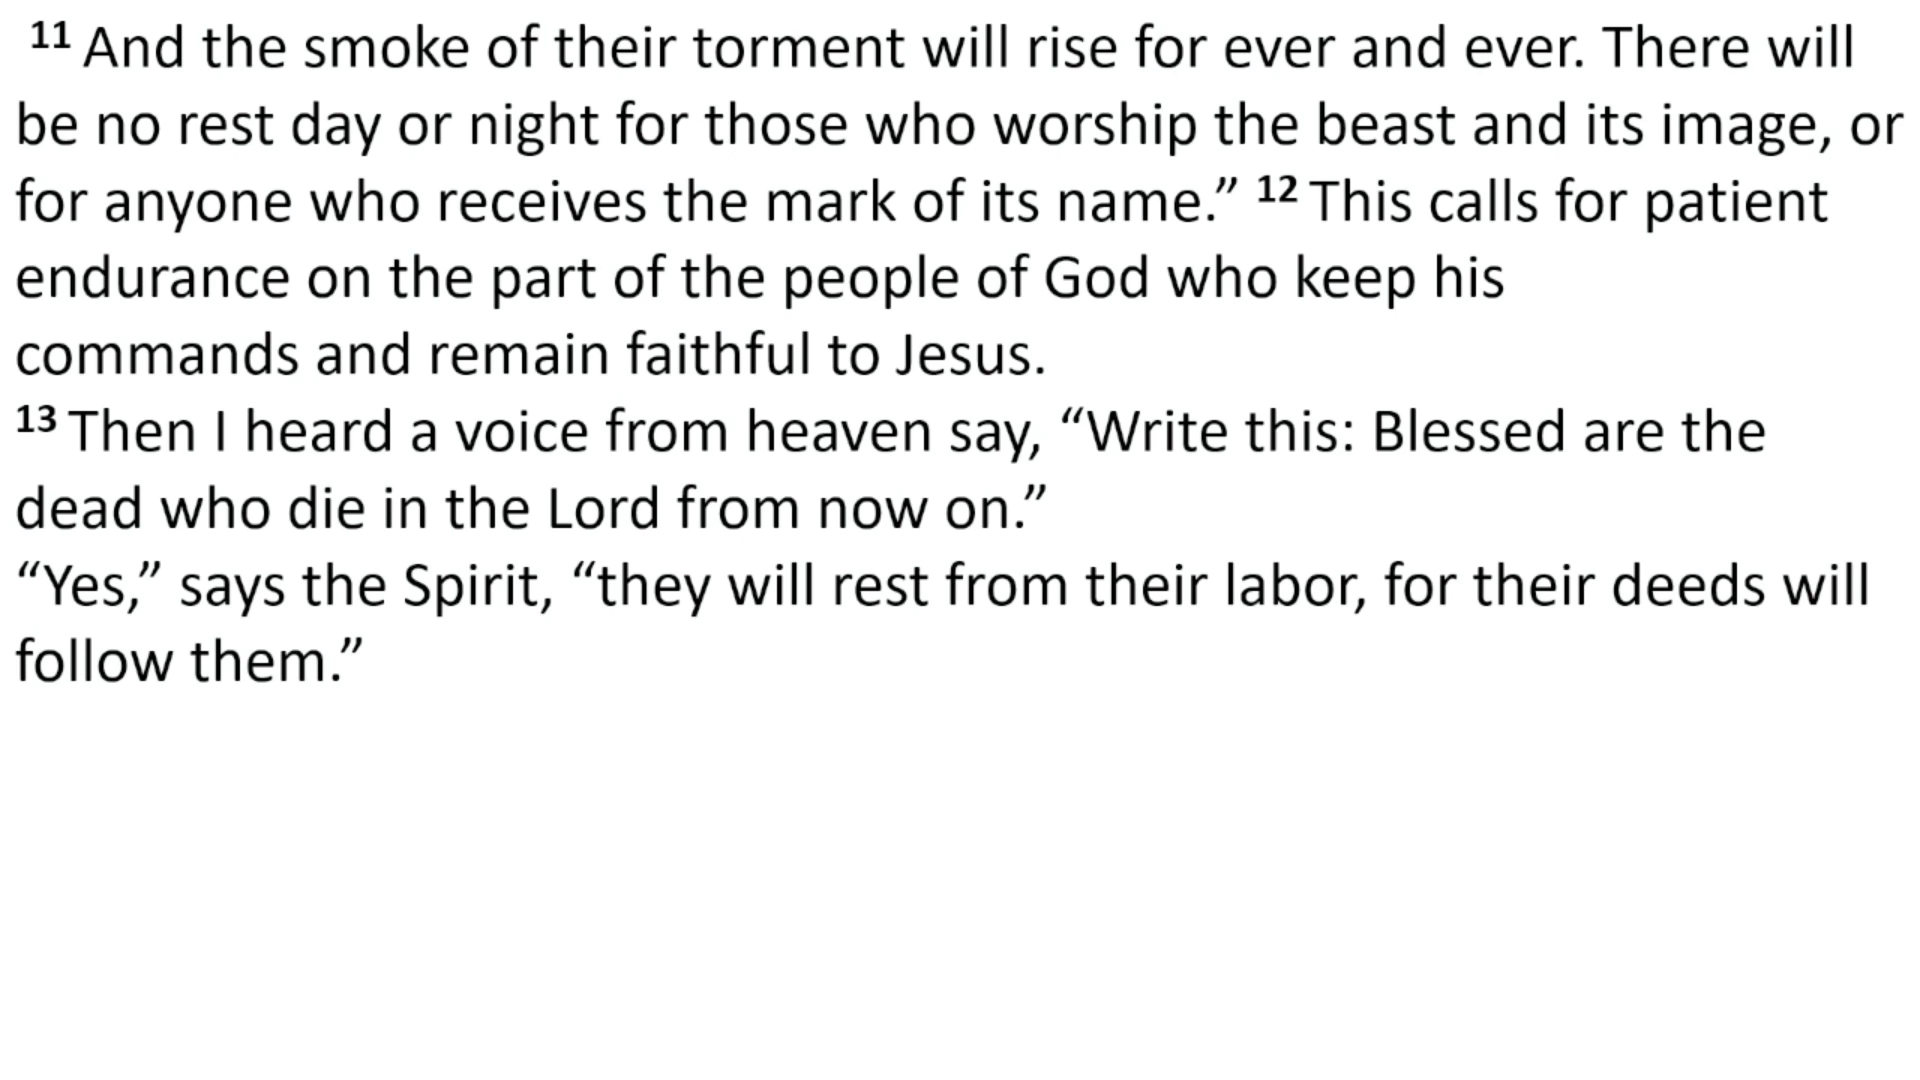 11 And the smoke of their torment will rise for ever and ever. There will
be no rest day or night for those who worship the beast and its image, or
for anyone who receives the mark of its name.” 12 This calls for patient
endurance on the part of the people of God who keep his
commands and remain faithful to Jesus.
13 Then I heard a voice from heaven say, “Write this: Blessed are the
dead who die in the Lord from now on.”
“Yes,” says the Spirit, “they will rest from their labor, for their deeds will
follow them.”